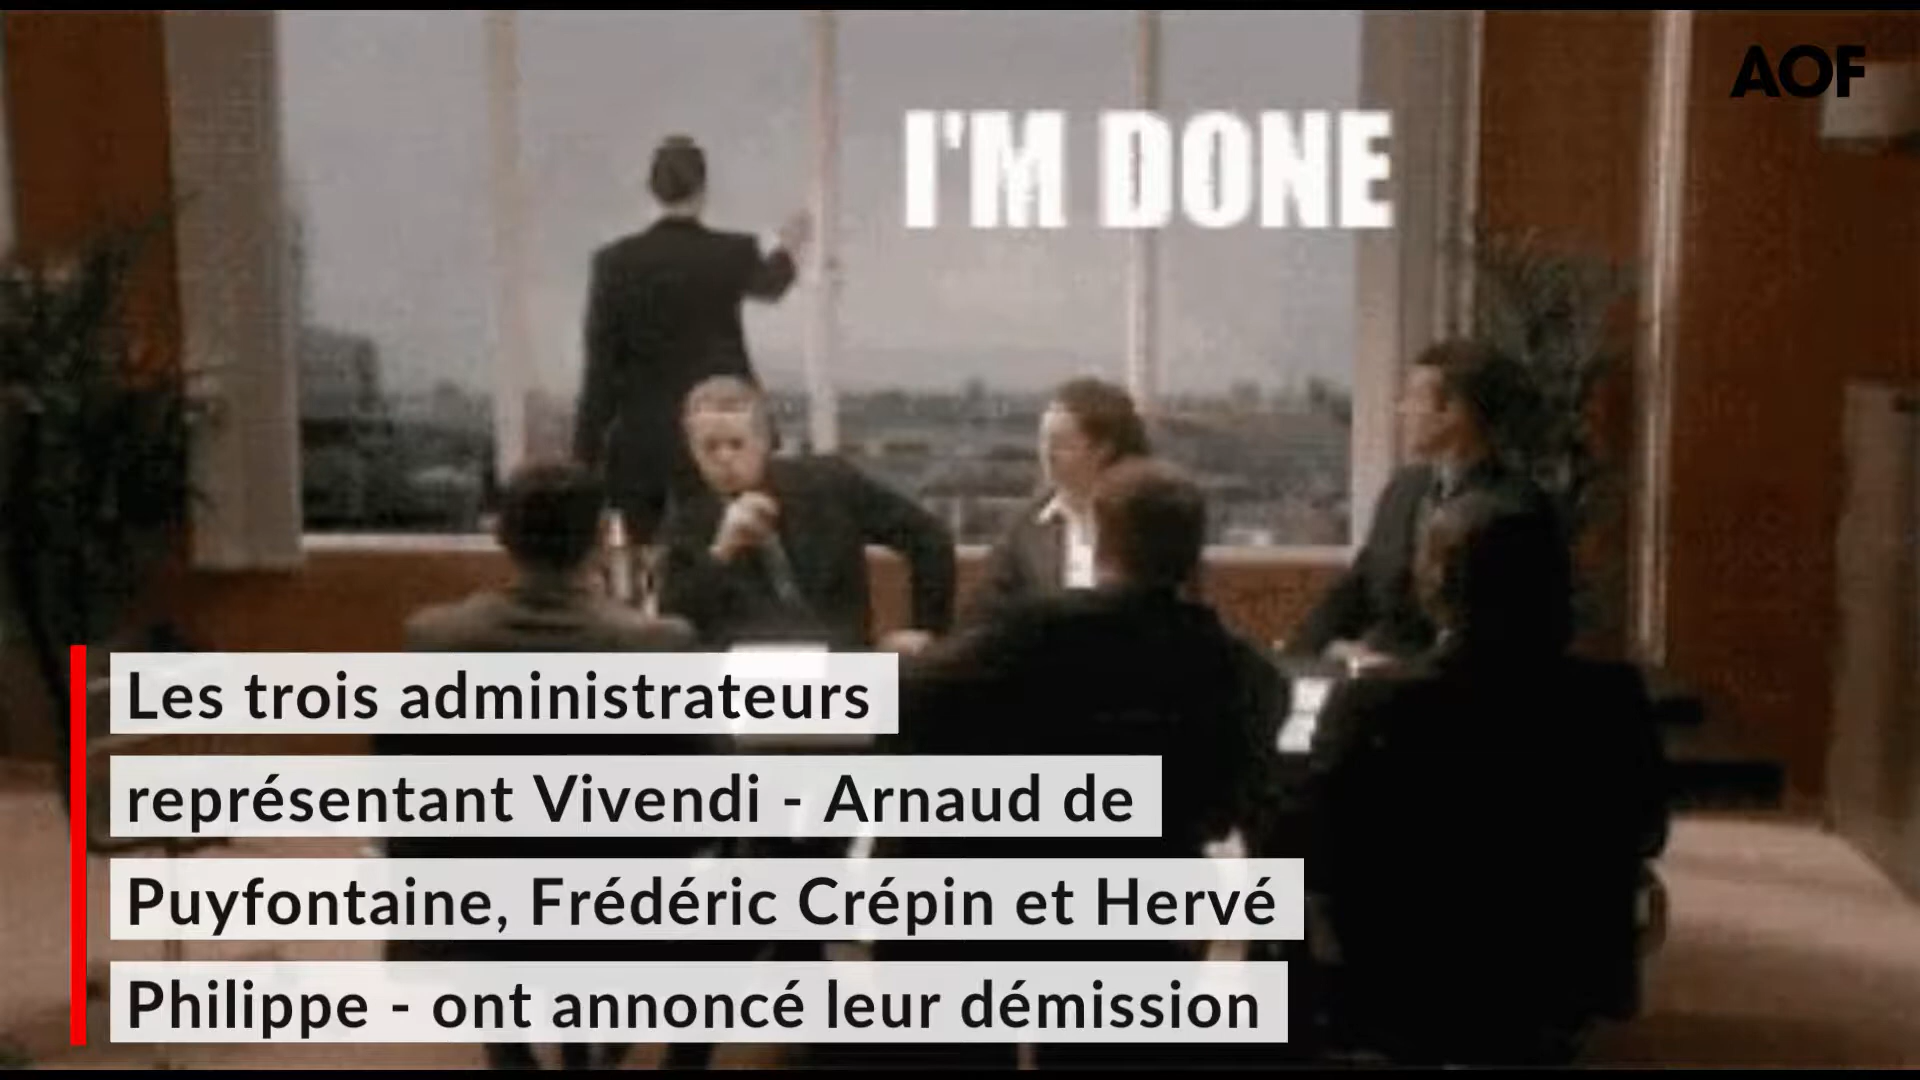 AOF
I'M DONE
Les trois administrateurs
représentant Vivendi - Arnaud de
Puyfontaine, Frédéric Crépin et Hervé
Philippe - ont annoncé leur démission